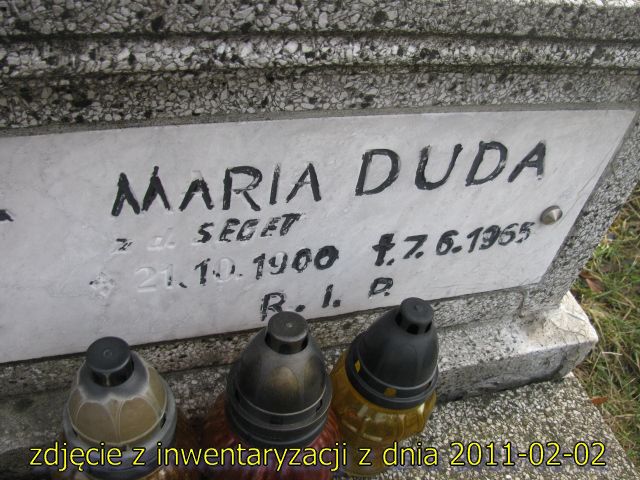 MARIA DUDA
z d. SEGET
* 21.10.1900 †.7.6.1965
R. I. P.
zdjęcie z inwentaryzacji z dnia 2011-02-02